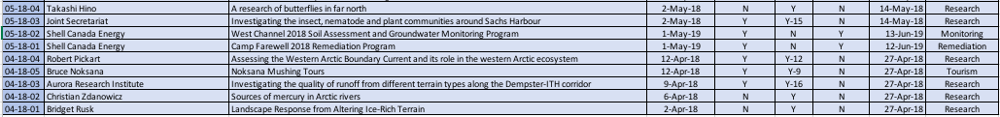 05-18-04 Takashi Hino A research of butterflies in far north 2-May-18 N Y N 14-May-18 Research
05-18-03 Joint Secretariat Investigating the insect, nematode and plant communities around Sachs Harbour 2-May-18 Y Y-15 N 14-May-18 Research
05-18-02 Shell Canada Energy West Channel 2018 Soil Assessment and Groundwater Monitoring Program 1-May-19 Y N Y 13-Jun-19 Monitoring
05-18-01 Shell Canada Energy Camp Farewell 2018 Remediation Program 1-May-19 Y N Y 12-Jun-19 Remediation
04-18-04 Robert Pickart Assessing the Western Arctic Boundary Current and its role in the western Arctic ecosystem 12-Apr-18 Y Y-12 N 27-Apr-18 Research
04-18-05 Bruce Noksana Noksana Mushing Tours 12-Apr-18 Y Y-9 N 27-Apr-18 Tourism
04-18-03 Aurora Research Institute Investigating the quality of runoff from different terrain types along the Dempster-ITH corridor 9-Apr-18 Y Y-16 N 27-Apr-18 Research
04-18-02 Christian Zdanowicz Sources of mercury in Arctic rivers 6-Apr-18 N Y N 27-Apr-18 Research
04-18-01 Bridget Rusk Landscape Response from Altering Ice-Rich Terrain 2-Apr-18 N Y N 27-Apr-18 Research